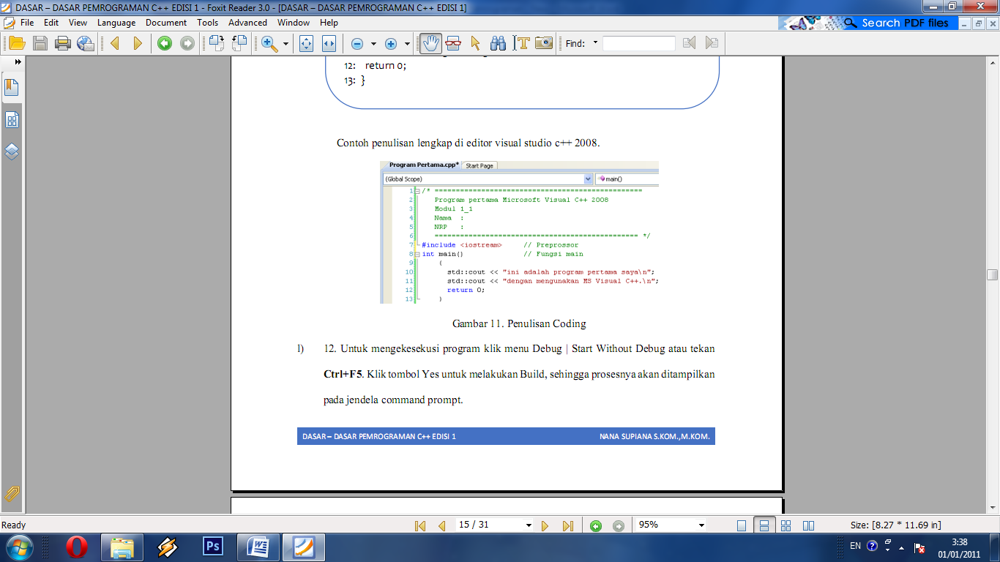 DASAR – DASAR PEMROGRAMAN C++ EDISI 1 - Foxit Reader 3.0 - [DASAR – DASAR PEMROGRAMAN C++ EDISI 1]
File Edit View Language Document Tools Advanced Window Help
Search PDF files
Find:
12: return 0;
13: }
Contoh penulisan lengkap di editor visual studio c++ 2008.
Program Pertama.cpp* Start Page
(Global Scope) main()
1 /* =================================================
2 Program pertama Microsoft Visual C++ 2008
3 Modul 1_1
4 Nama :
5 NRP :
6 ================================================ */
7 #include <iostream> // Preprossor
8 int main() // Fungsi main
9 {
10 std::cout << "ini adalah program pertama saya\n";
11 std::cout << "dengan mengunakan MS Visual C++.\n";
12 return 0;
13 }
Gambar 11. Penulisan Coding
l) 12. Untuk mengekesekusi program klik menu Debug | Start Without Debug atau tekan
Ctrl+F5. Klik tombol Yes untuk melakukan Build, sehingga prosesnya akan ditampilkan
pada jendela command prompt.
DASAR – DASAR PEMROGRAMAN C++ EDISI 1 NANA SUPIANA S.KOM.,M.KOM.
Ready 15 / 31 95% Size: [8.27 * 11.69 in]
Ps EN 3:38
01/01/2011